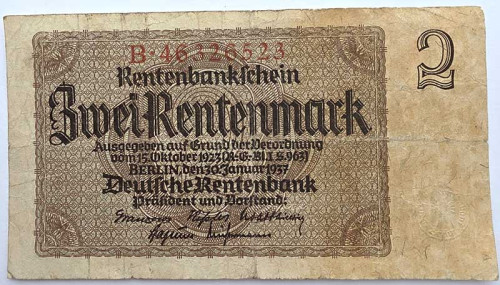 B·46326523
2
Rentenbankschein
Zwei Rentenmark
Ausgegeben auf Grund der Verordnung
vom 15. Oktober 1923 (R.-G.-Bl. I S. 963)
BERLIN, den 30. Januar 1937
Deutsche Rentenbank
Präsident und Vorstand: